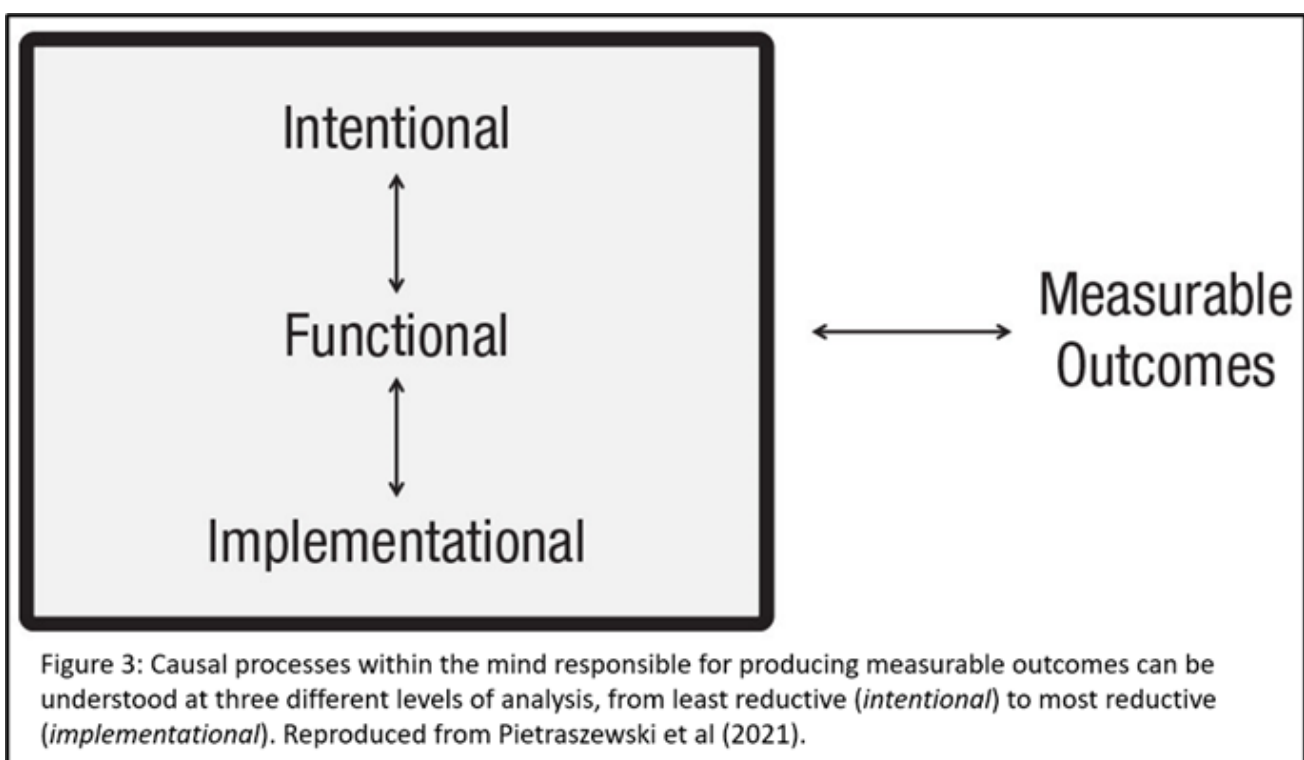 Intentional
Functional
Measurable
Outcomes
Implementational
Figure 3: Causal processes within the mind responsible for producing measurable outcomes can be
understood at three different levels of analysis, from least reductive (intentional) to most reductive
(implementational). Reproduced from Pietraszewski et al (2021).